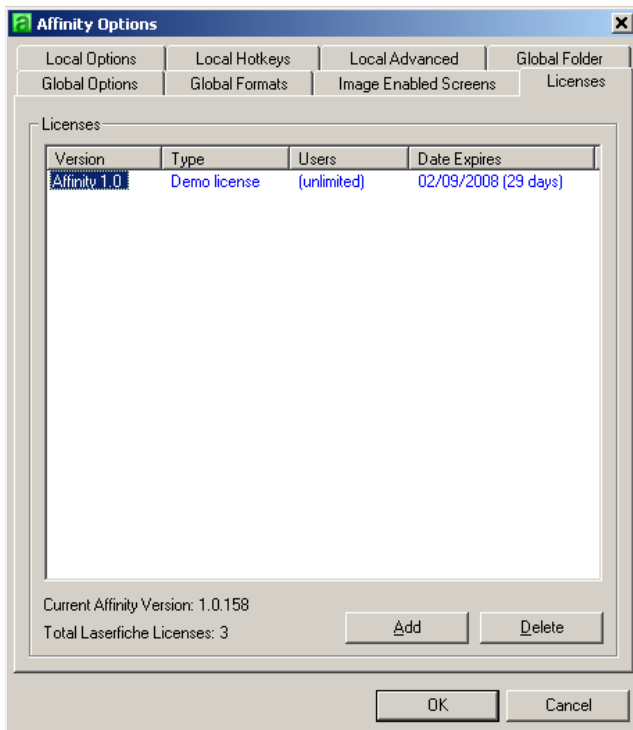 Affinity Options
Local Options Local Hotkeys Local Advanced Global Folder
Global Options Global Formats Image Enabled Screens Licenses
Licenses
Version Type Users Date Expires
Affinity 1.0 Demo license (unlimited) 02/09/2008 (29 days)
Current Affinity Version: 1.0.158
Total Laserfiche Licenses: 3
Add Delete
OK Cancel